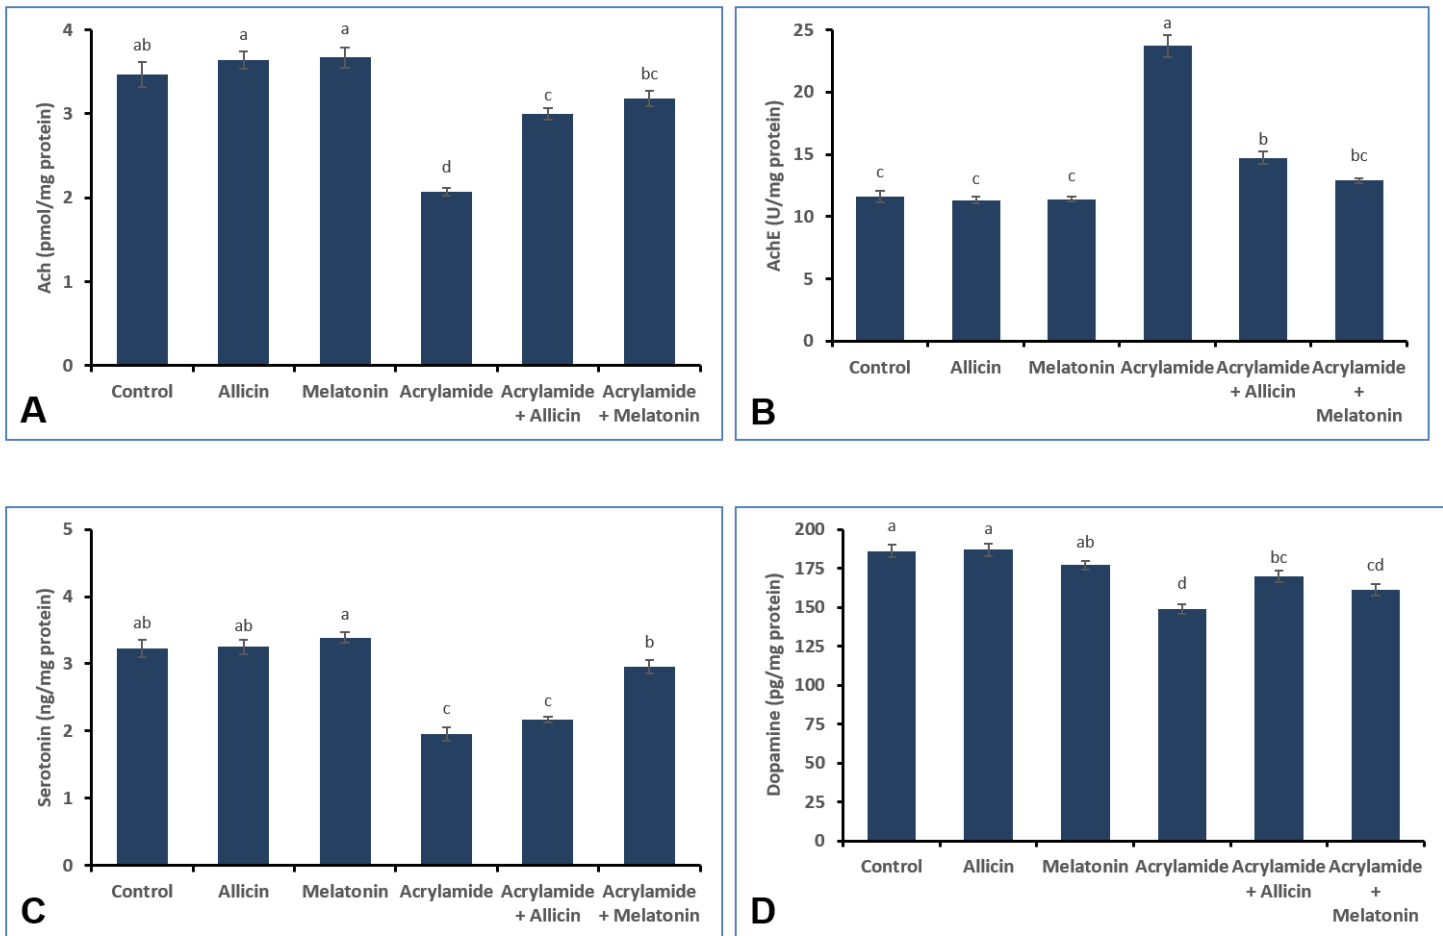 4
3
2
1
0
Ach (pmol/mg protein)
ab
a
a
d
c
bc
Control
Allicin
Melatonin
Acrylamide
Acrylamide
+ Allicin
Acrylamide
+ Melatonin
A
25
20
15
10
5
0
AchE (U/mg protein)
c
c
c
a
b
bc
Control
Allicin
Melatonin
Acrylamide
Acrylamide
+ Allicin
Acrylamide
+
Melatonin
B
5
4
3
2
1
0
Serotonin (ng/mg protein)
ab
ab
a
c
c
b
Control
Allicin
Melatonin
Acrylamide
Acrylamide
+ Allicin
Acrylamide
+ Melatonin
C
200
175
150
125
100
75
50
25
0
Dopamine (pg/mg protein)
a
a
ab
d
bc
cd
Control
Allicin
Melatonin
Acrylamide
Acrylamide
+ Allicin
Acrylamide
+
Melatonin
D